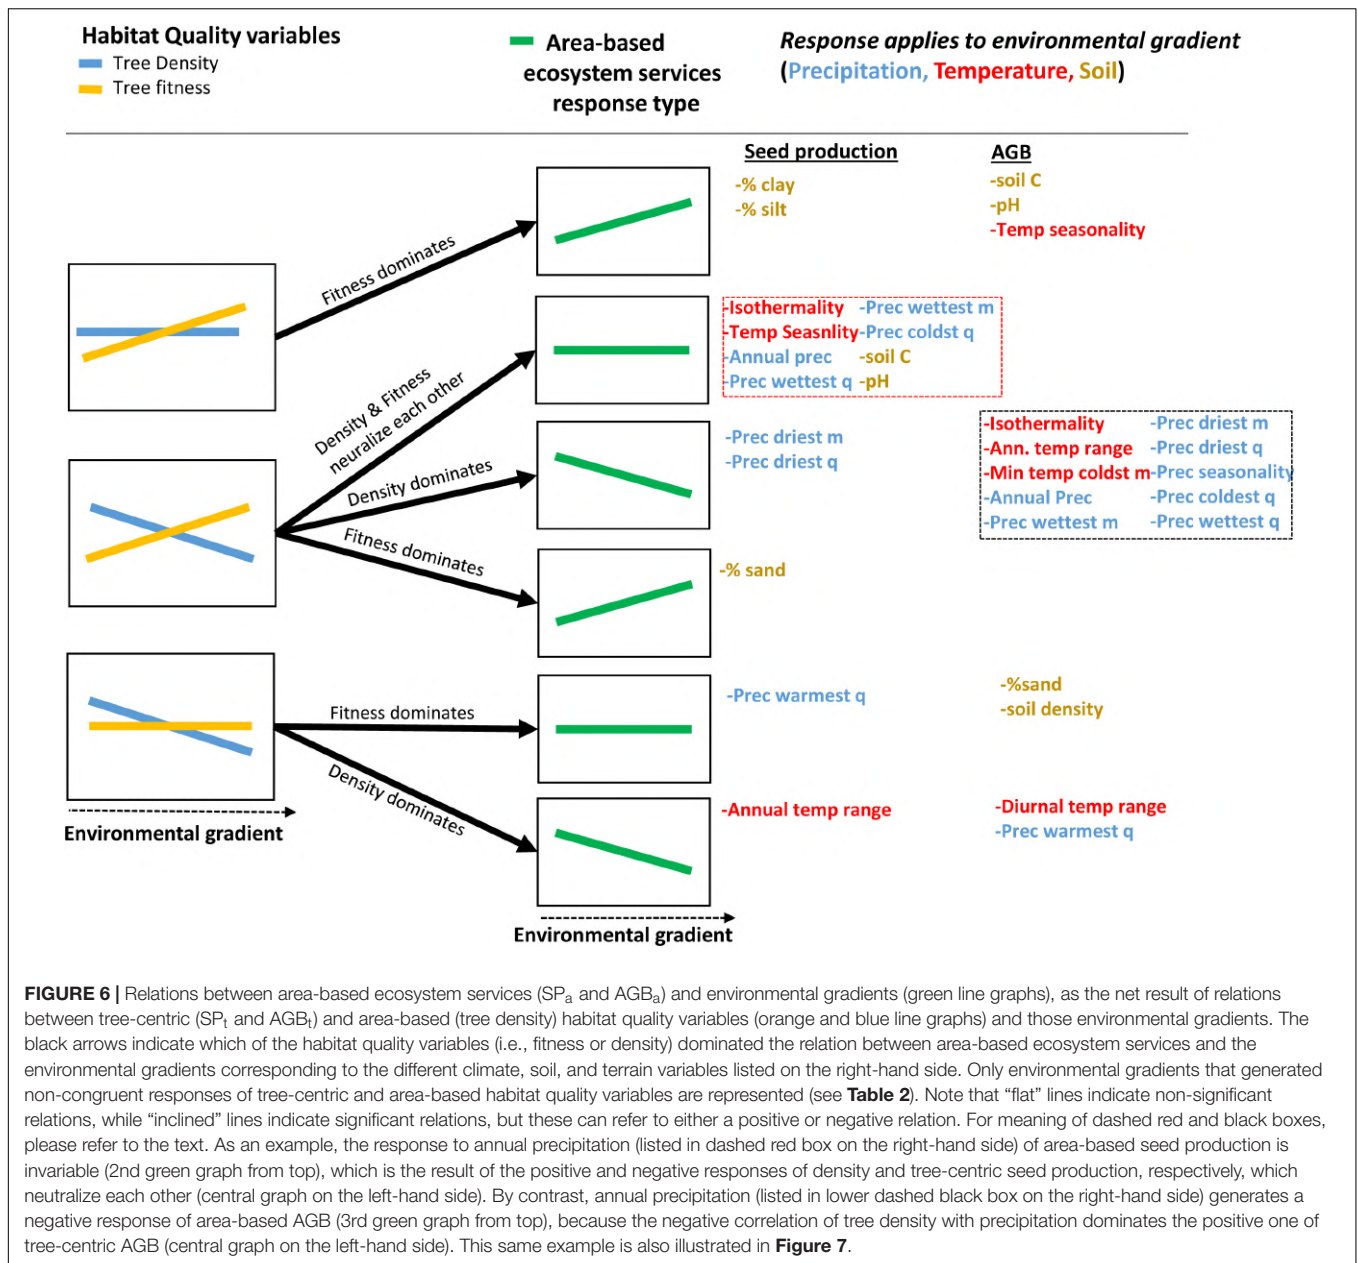 Habitat Quality variables
Tree Density
Tree fitness
Area-based
ecosystem services
response type
Response applies to environmental gradient
(Precipitation, Temperature, Soil)
Seed production
AGB
-% clay
-% silt
-soil C
-pH
-Temp seasonality
Fitness dominates
-Isothermality -Prec wettest m
-Temp Seasnlity -Prec coldst q
-Annual prec -soil C
-Prec wettest q -pH
Density & Fitness
neuralize each other
Density dominates
Fitness dominates
-Prec driest m
-Prec driest q
-Isothermality -Prec driest m
-Ann. temp range -Prec driest q
-Min temp coldst m -Prec seasonality
-Annual Prec -Prec coldest q
-Prec wettest m -Prec wettest q
-% sand
Fitness dominates
Density dominates
-Prec warmest q
-%sand
-soil density
-Annual temp range
-Diurnal temp range
-Prec warmest q
Environmental gradient
Environmental gradient
FIGURE 6 | Relations between area-based ecosystem services (SPa and AGBa) and environmental gradients (green line graphs), as the net result of relations
between tree-centric (SPt and AGBt) and area-based (tree density) habitat quality variables (orange and blue line graphs) and those environmental gradients. The
black arrows indicate which of the habitat quality variables (i.e., fitness or density) dominated the relation between area-based ecosystem services and the
environmental gradients corresponding to the different climate, soil, and terrain variables listed on the right-hand side. Only environmental gradients that generated
non-congruent responses of tree-centric and area-based habitat quality variables are represented (see Table 2). Note that “flat” lines indicate non-significant
relations, while “inclined” lines indicate significant relations, but these can refer to either a positive or negative relation. For meaning of dashed red and black boxes,
please refer to the text. As an example, the response to annual precipitation (listed in dashed red box on the right-hand side) of area-based seed production is
invariable (2nd green graph from top), which is the result of the positive and negative responses of density and tree-centric seed production, respectively, which
neutralize each other (central graph on the left-hand side). By contrast, annual precipitation (listed in lower dashed black box on the right-hand side) generates a
negative response of area-based AGB (3rd green graph from top), because the negative correlation of tree density with precipitation dominates the positive one of
tree-centric AGB (central graph on the left-hand side). This same example is also illustrated in Figure 7.